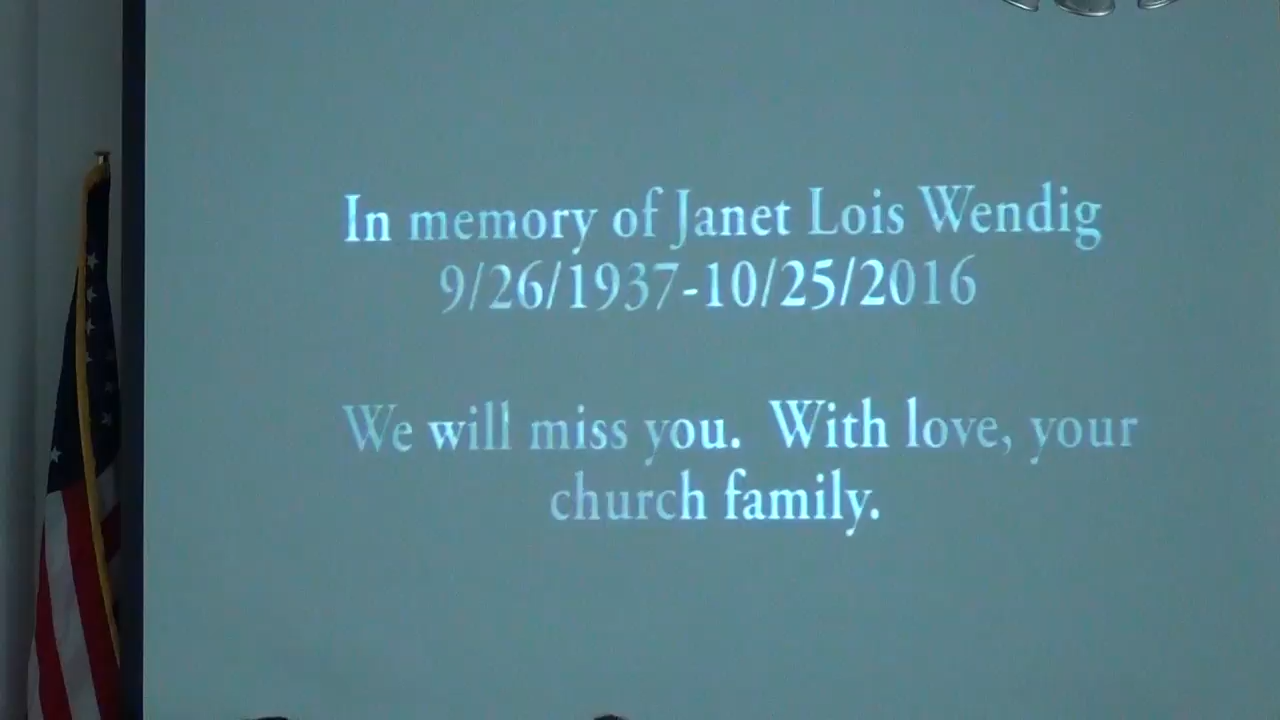 In memory of Janet Lois Wendig
9/26/1937-10/25/2016
We will miss you.  With love, your
church family.